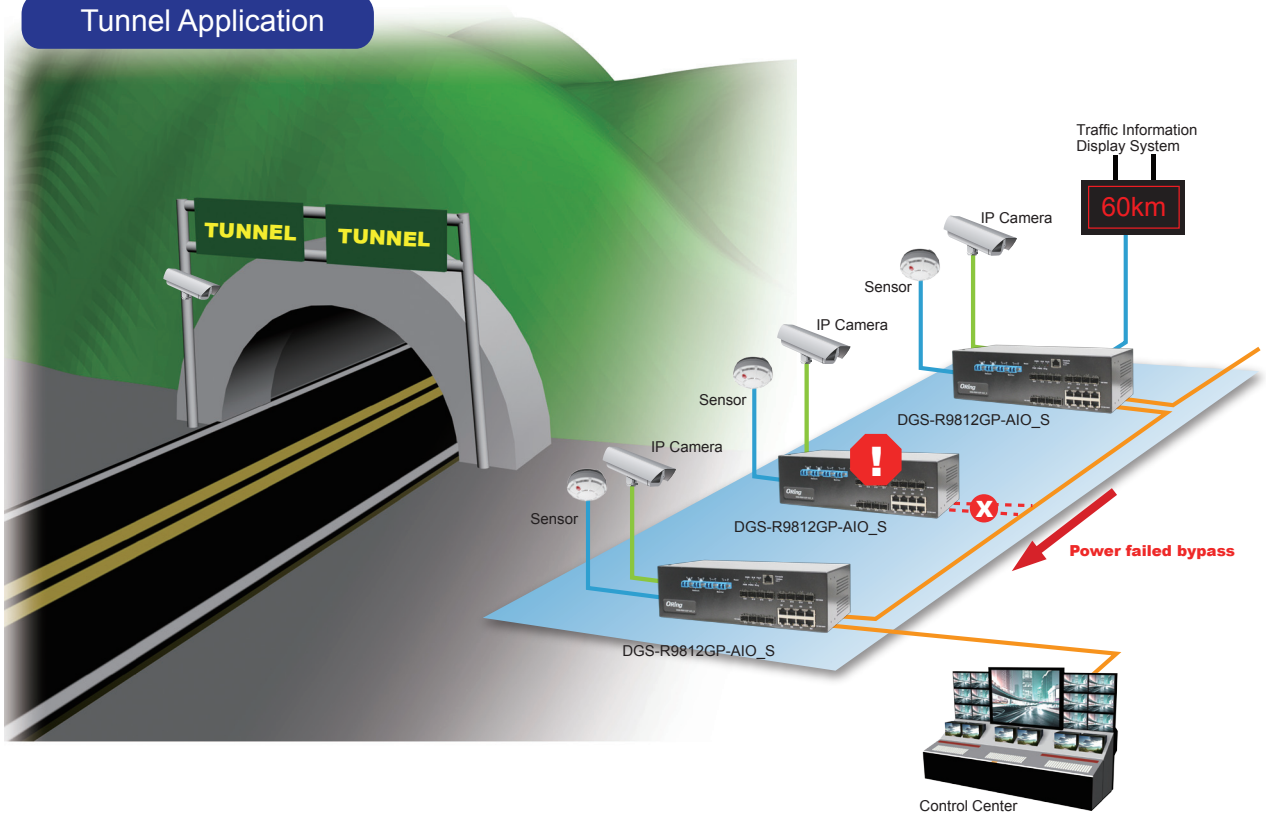 Tunnel Application
TUNNEL
TUNNEL
Traffic Information
Display System
60km
IP Camera
Sensor
DGS-R9812GP-AIO_S
IP Camera
Sensor
!
DGS-R9812GP-AIO_S
X
Power failed bypass
IP Camera
Sensor
DGS-R9812GP-AIO_S
Control Center